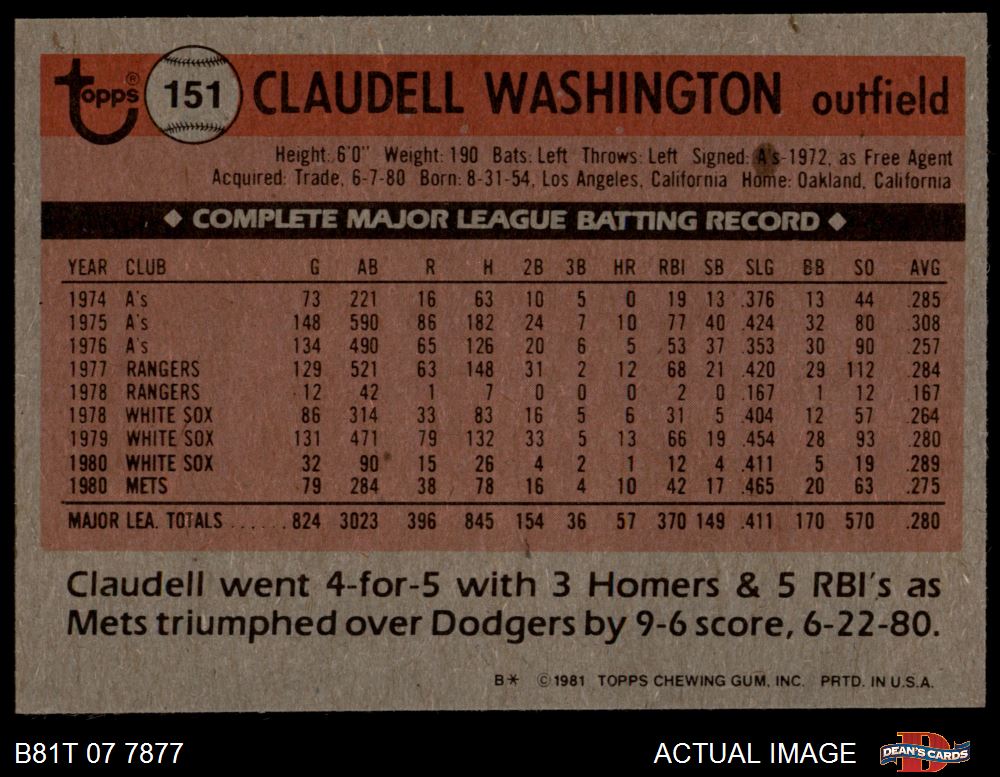 topps® 151 CLAUDELL WASHINGTON outfield
Height: 6'0" Weight: 190 Bats: Left Throws: Left Signed: A's-1972, as Free Agent
Acquired: Trade, 6-7-80 Born: 8-31-54, Los Angeles, California Home: Oakland, California
◆ COMPLETE MAJOR LEAGUE BATTING RECORD ◆
YEAR CLUB G AB R H 2B 3B HR RBI SB SLG BB SO AVG
1974 A's 73 221 16 63 10 5 0 19 13 .376 13 44 .285
1975 A's 148 590 86 182 24 7 10 77 40 .424 32 80 .308
1976 A's 134 490 65 126 20 6 5 53 37 .353 30 90 .257
1977 RANGERS 129 521 63 148 31 2 12 68 21 .420 29 112 .284
1978 RANGERS 12 42 1 7 0 0 0 2 0 .167 1 12 .167
1978 WHITE SOX 86 314 33 83 16 5 6 31 5 .404 12 57 .264
1979 WHITE SOX 131 471 79 132 33 5 13 66 19 .454 28 93 .280
1980 WHITE SOX 32 90 15 26 4 2 1 12 4 .411 5 19 .289
1980 METS 79 284 38 78 16 4 10 42 17 .465 20 63 .275
MAJOR LEA. TOTALS ...... 824 3023 396 845 154 36 57 370 149 .411 170 570 .280
Claudell went 4-for-5 with 3 Homers & 5 RBI's as
Mets triumphed over Dodgers by 9-6 score, 6-22-80.
B* ©1981 TOPPS CHEWING GUM, INC. PRTD. IN U.S.A.
B81T 07 7877 ACTUAL IMAGE DEAN'S CARDS